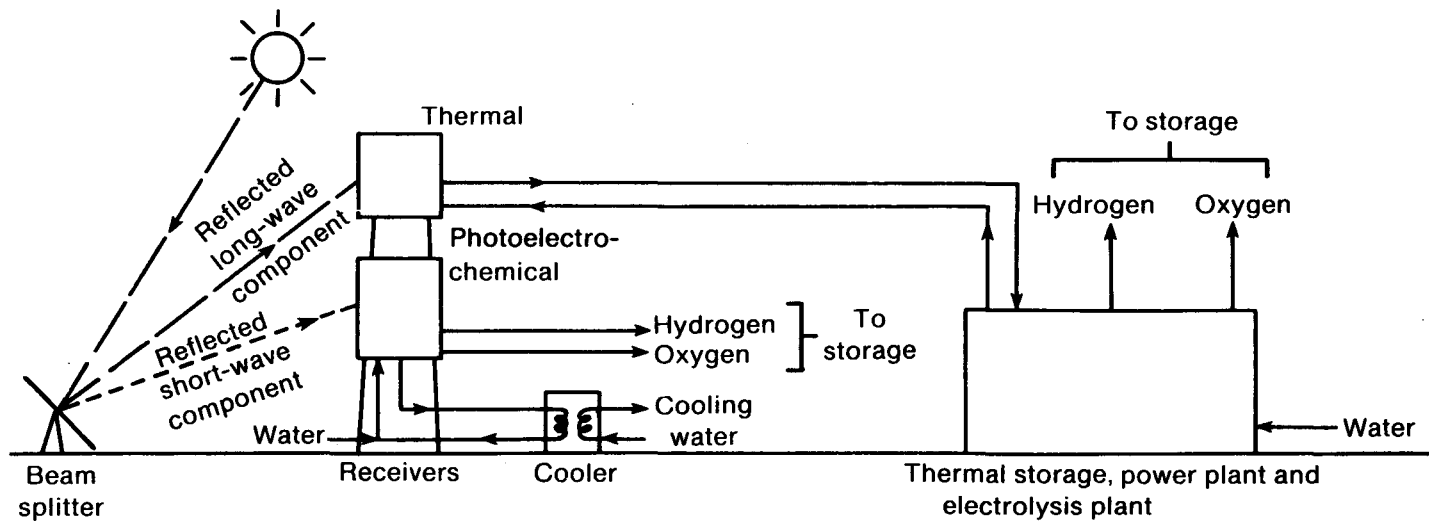 Thermal
To storage
Hydrogen
Oxygen
Reflected
long-wave
component
Photoelectro-
chemical
Reflected
short-wave
component
Hydrogen
Oxygen
To
storage
Cooling
water
Water
Water
Beam
splitter
Receivers
Cooler
Thermal storage, power plant and
electrolysis plant